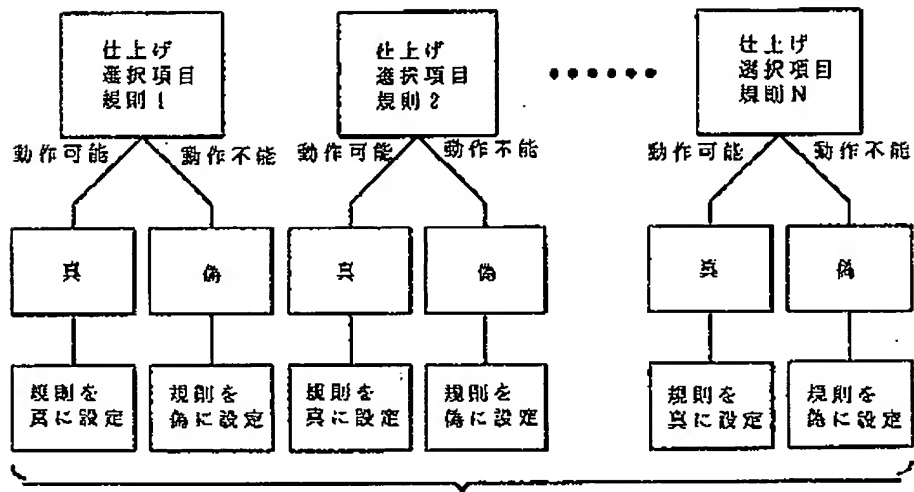 仕上げ
選択項目
規則1
仕上げ
選択項目
規則2
仕上げ
選択項目
規則N
動作可能
動作不能
動作可能
動作不能
動作可能
動作不能
真
偽
真
偽
真
偽
規則を
真に設定
規則を
偽に設定
規則を
真に設定
規則を
偽に設定
規則を
真に設定
規則を
偽に設定